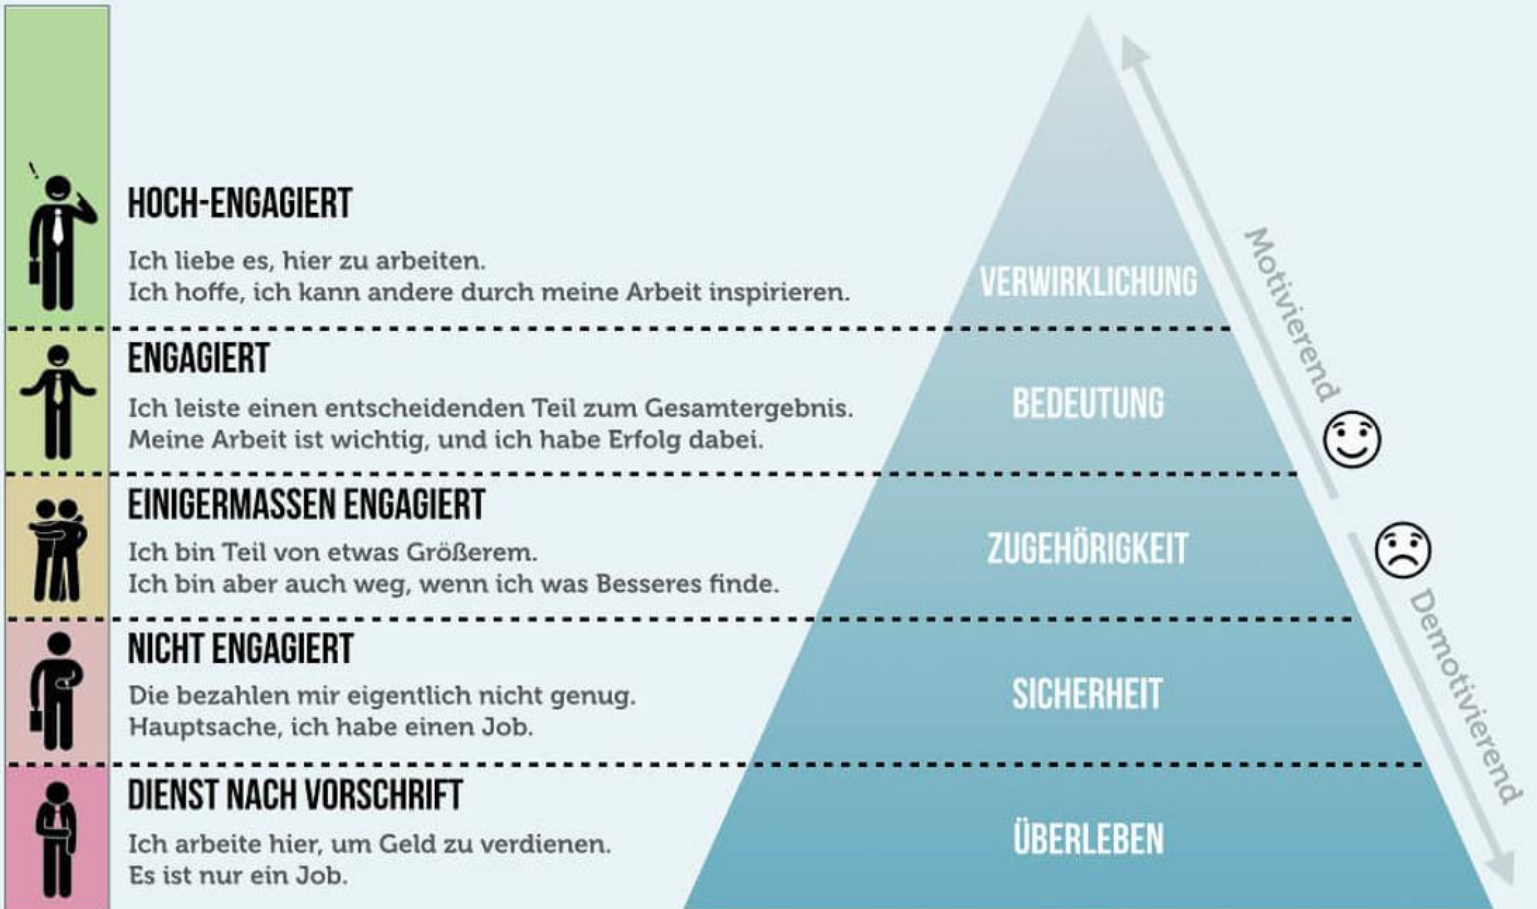 HOCH-ENGAGIERT
Ich liebe es, hier zu arbeiten.
Ich hoffe, ich kann andere durch meine Arbeit inspirieren.
VERWIRKLICHUNG
ENGAGIERT
Ich leiste einen entscheidenden Teil zum Gesamtergebnis.
Meine Arbeit ist wichtig, und ich habe Erfolg dabei.
BEDEUTUNG
EINIGERMASSEN ENGAGIERT
Ich bin Teil von etwas Größerem.
Ich bin aber auch weg, wenn ich was Besseres finde.
ZUGEHÖRIGKEIT
NICHT ENGAGIERT
Die bezahlen mir eigentlich nicht genug.
Hauptsache, ich habe einen Job.
SICHERHEIT
DIENST NACH VORSCHRIFT
Ich arbeite hier, um Geld zu verdienen.
Es ist nur ein Job.
ÜBERLEBEN
Motivierend
Demotivierend